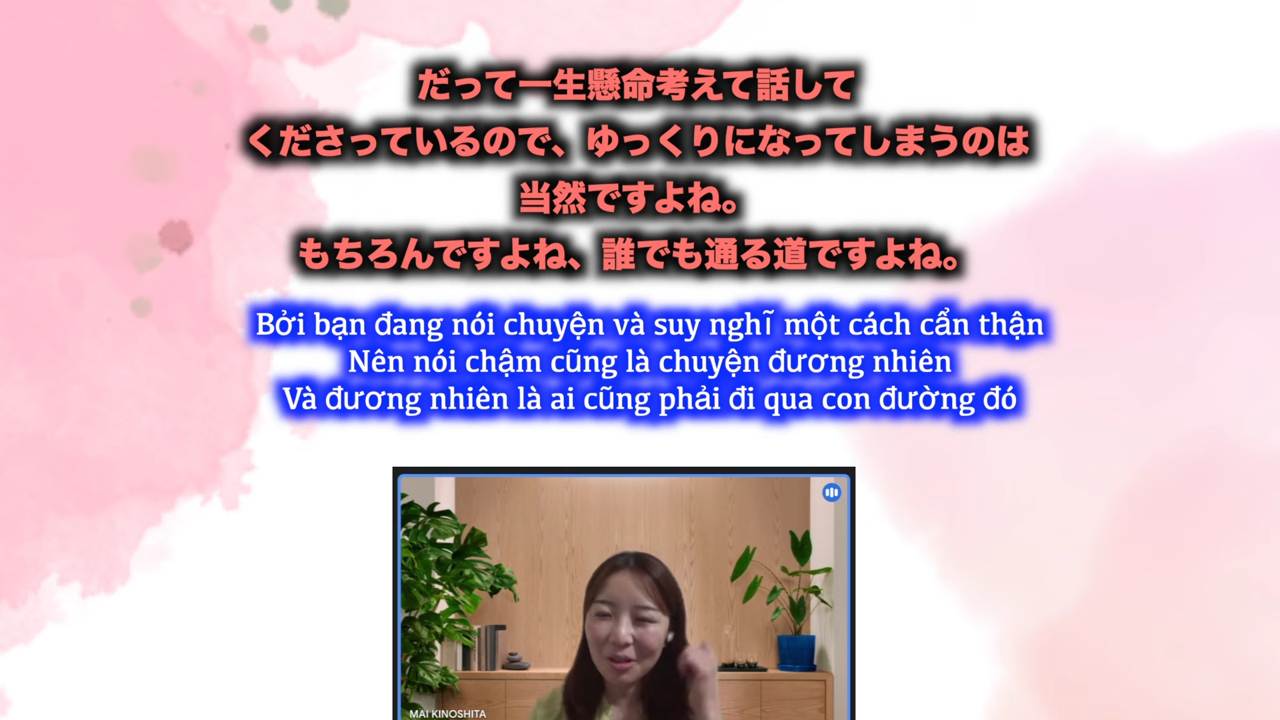 だって一生懸命考えて話して
くださっているので、ゆっくりになってしまうのは
当然ですよね。
もちろんですよね、誰でも通る道ですよね。
Bởi bạn đang nói chuyện và suy nghĩ một cách cẩn thận
Nên nói chậm cũng là chuyện đương nhiên
Và đương nhiên là ai cũng phải đi qua con đường đó
MAI KINOSHITA